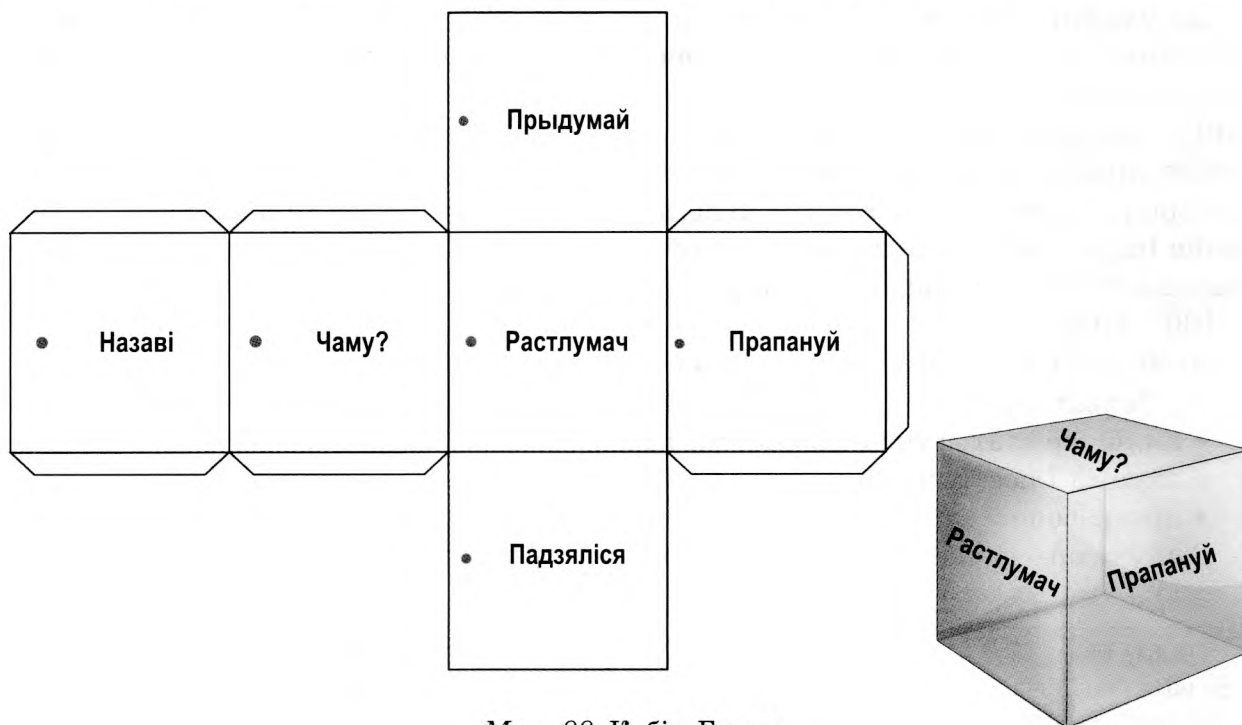 Прыдумай
Назаві
Чаму?
Растлумач
Прапануй
Падзяліся
Чаму?
Растлумач
Прапануй